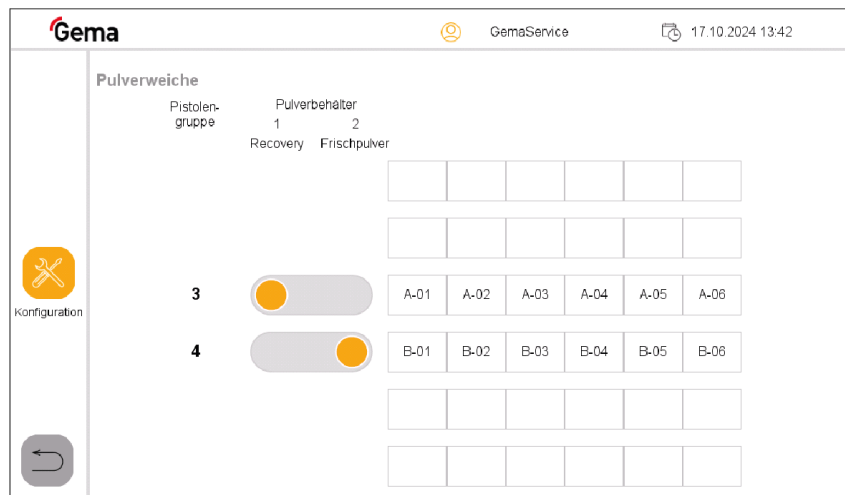 Gema
GemaService
17.10.2024 13:42
Pulverweiche
Pistolen-
gruppe
Pulverbehälter
1 2
Recovery Frischpulver
3 A-01 A-02 A-03 A-04 A-05 A-06
4 B-01 B-02 B-03 B-04 B-05 B-06
Konfiguration